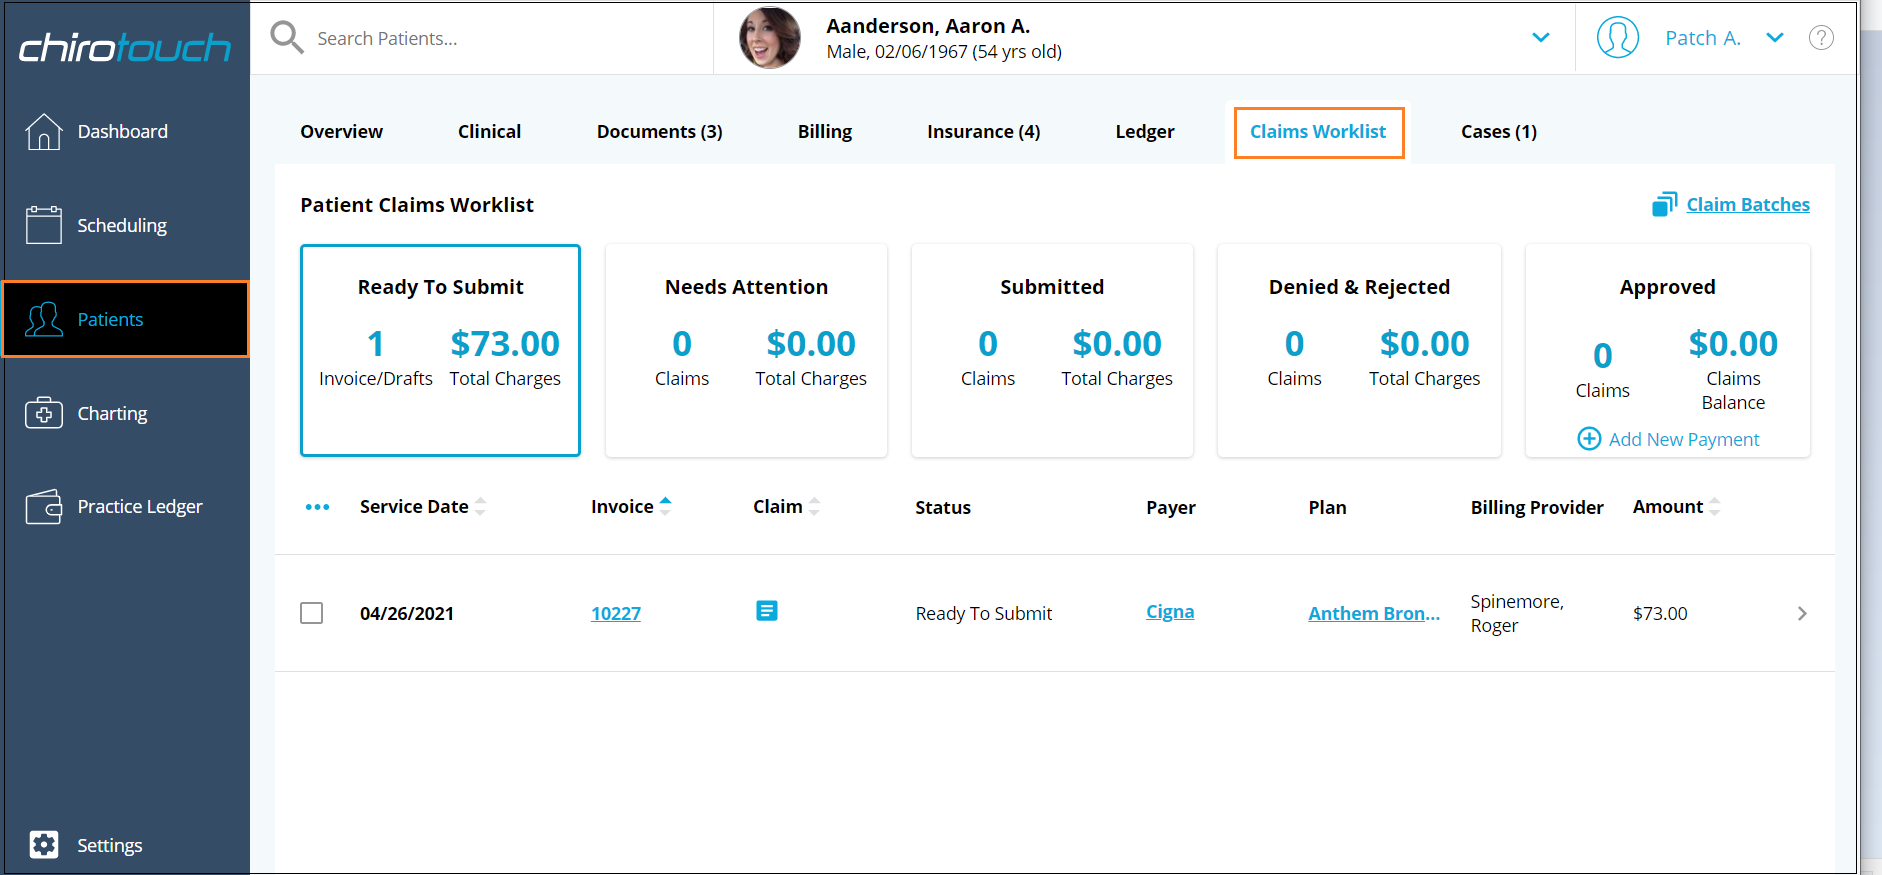 chirotouch
Search Patients...
Aanderson, Aaron A.
Male, 02/06/1967 (54 yrs old)
Patch A.
?
Dashboard
Scheduling
Patients
Charting
Practice Ledger
Settings
Overview
Clinical
Documents (3)
Billing
Insurance (4)
Ledger
Claims Worklist
Cases (1)
Patient Claims Worklist
Claim Batches
Ready To Submit
1
$73.00
Invoice/Drafts
Total Charges
Needs Attention
0
$0.00
Claims
Total Charges
Submitted
0
$0.00
Claims
Total Charges
Denied & Rejected
0
$0.00
Claims
Total Charges
Approved
0
$0.00
Claims
Claims
Balance
Add New Payment
Service Date
Invoice
Claim
Status
Payer
Plan
Billing Provider
Amount
04/26/2021
10227
Ready To Submit
Cigna
Anthem Bron...
Spinemore,
Roger
$73.00